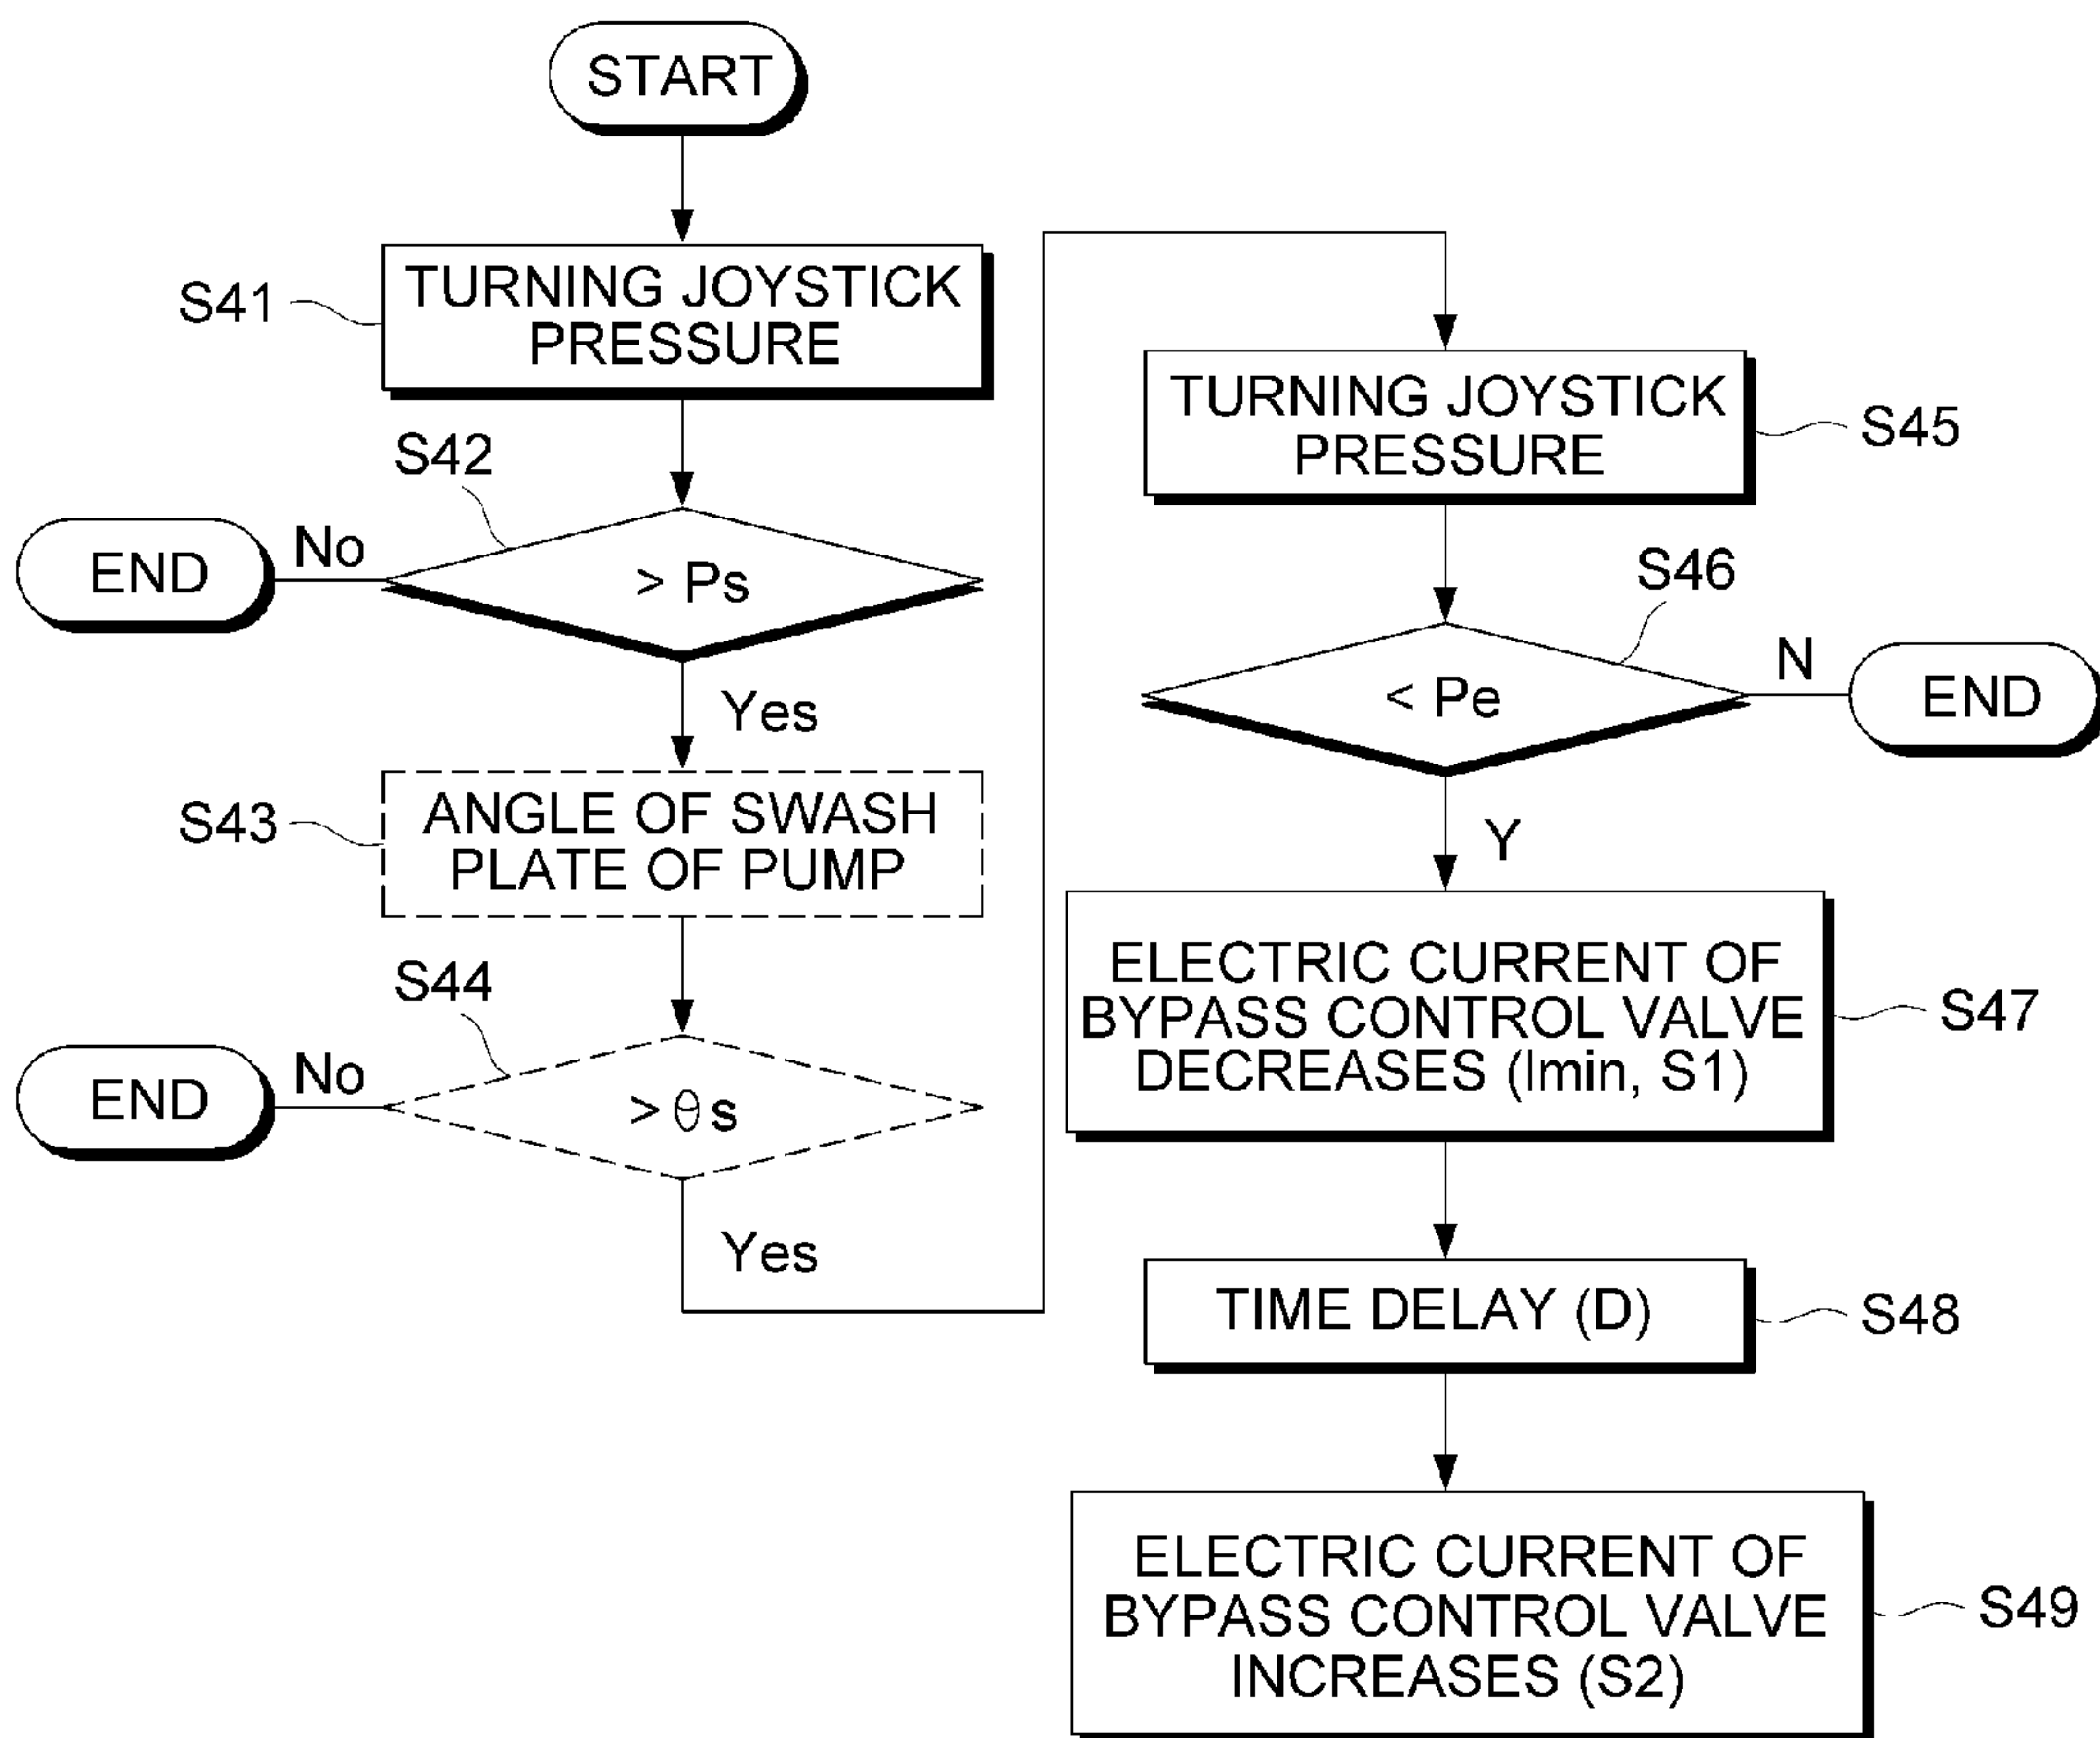 START
S41
TURNING JOYSTICK
PRESSURE
S42
END
No
> Ps
Yes
S43
ANGLE OF SWASH
PLATE OF PUMP
S44
END
No
> θs
Yes
TURNING JOYSTICK
PRESSURE
S45
S46
< Pe
N
END
Y
ELECTRIC CURRENT OF
BYPASS CONTROL VALVE
DECREASES (Imin, S1)
S47
TIME DELAY (D)
S48
ELECTRIC CURRENT OF
BYPASS CONTROL VALVE
INCREASES (S2)
S49